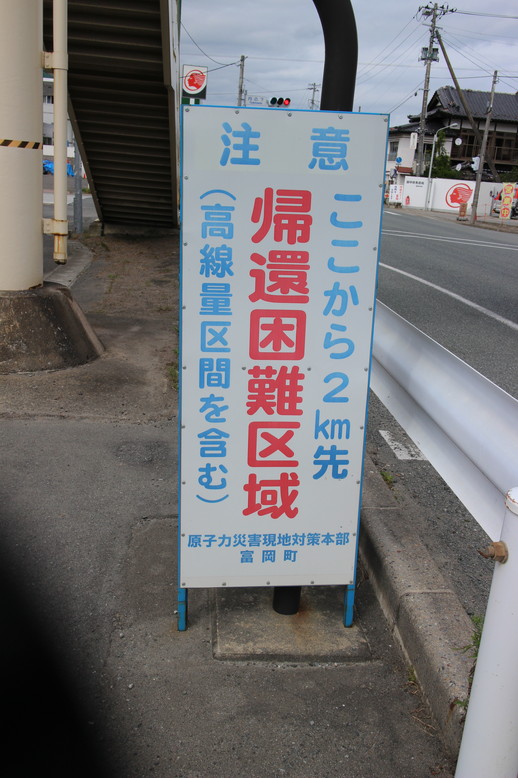 注意
ここから2km先
帰還困難区域
（高線量区間を含む）
原子力災害現地対策本部
富岡町